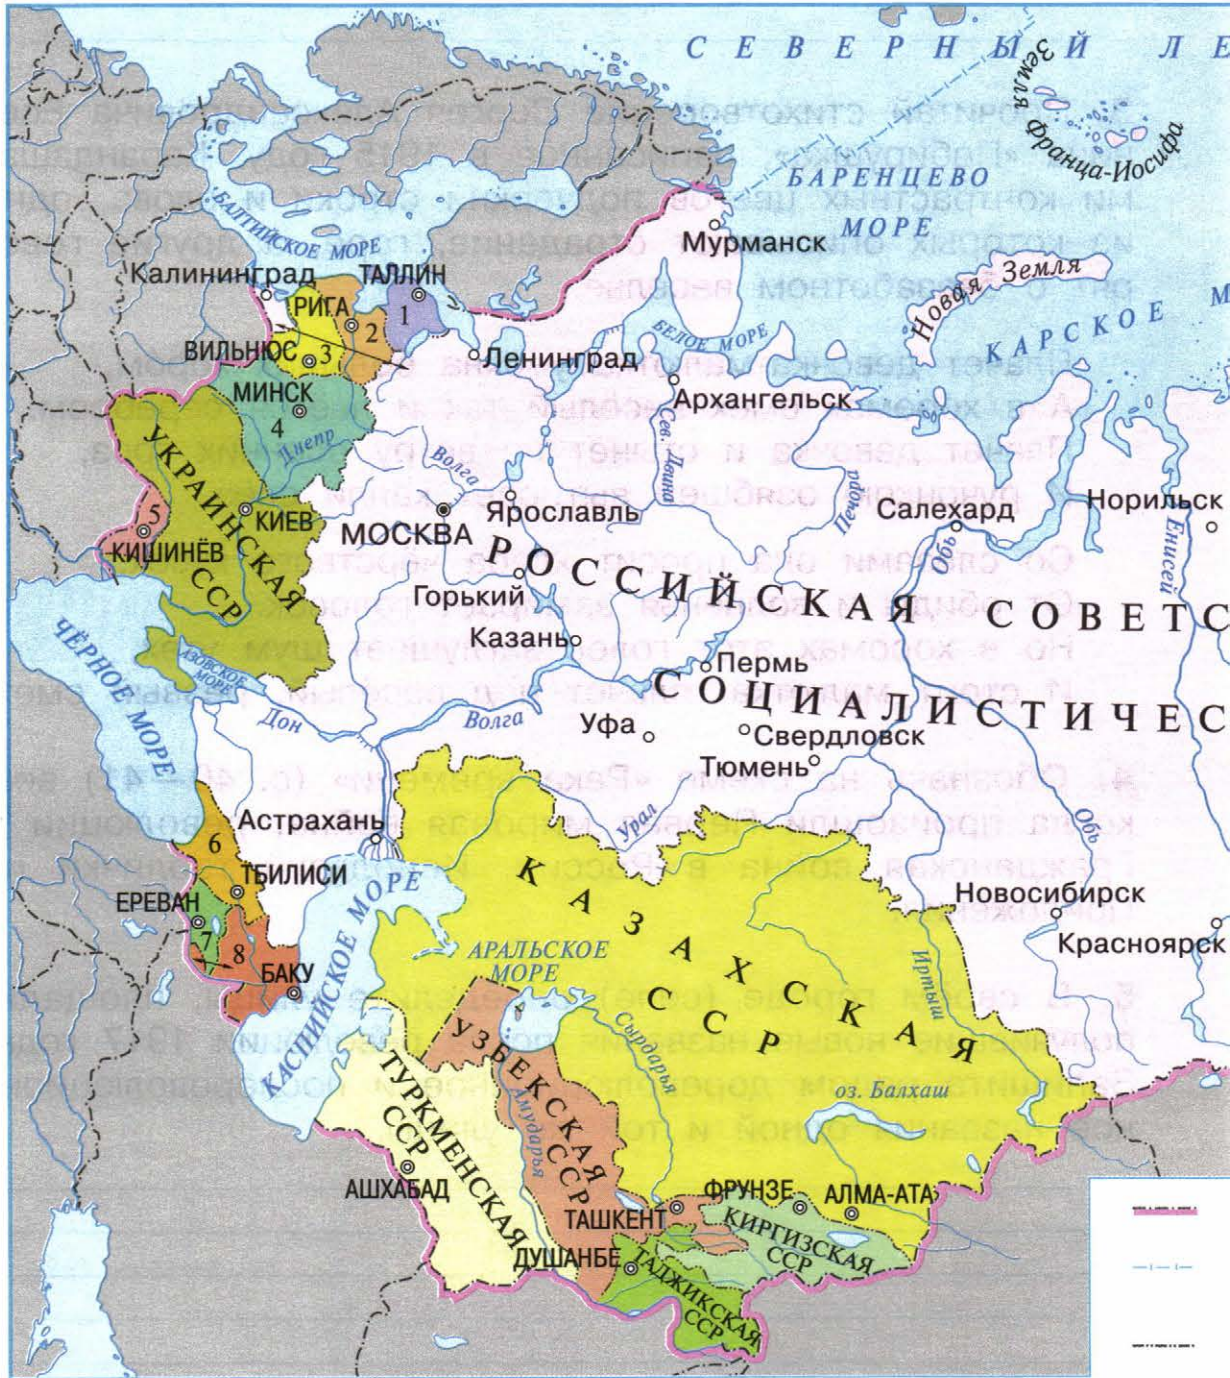 СЕВЕРНЫЙ ЛЕ
Земля Франца-Иосифа
БАРЕНЦЕВО
МОРЕ
Мурманск
БАЛТИЙСКОЕ МОРЕ
Калининград
ТАЛЛИН
Новая Земля
КАРСКОЕ М
РИГА
1
2
БЕЛОЕ МОРЕ
ВИЛЬНЮС
3
Ленинград
МИНСК
Архангельск
4
Днепр
Волга
Сев. Двина
Печора
УКРАИНСКАЯ
ССР
5
КИЕВ
КИШИНЁВ
МОСКВА
Ярославль
Салехард
Норильск
Обь
Енисей
РОССИЙСКАЯ СОВЕТС
Горький
Казань
ЧЁРНОЕ МОРЕ
АЗОВСКОЕ
МОРЕ
Пермь
СОЦИАЛИСТИЧЕС
Дон
Волга
Уфа
Свердловск
Тюмень
Астрахань
Урал
Обь
6
ТБИЛИСИ
ЕРЕВАН
7
8
БАКУ
КАСПИЙСКОЕ МОРЕ
КАЗАХСКАЯ
ССР
Новосибирск
Красноярск
АРАЛЬСКОЕ
МОРЕ
Иртыш
Сырдарья
УЗБЕКСКАЯ
ССР
ТУРКМЕНСКАЯ
ССР
Амударья
оз. Балхаш
АШХАБАД
ТАШКЕНТ
ФРУНЗЕ
АЛМА-АТА
КИРГИЗСКАЯ
ССР
ДУШАНБЕ
ТАДЖИКСКАЯ
ССР